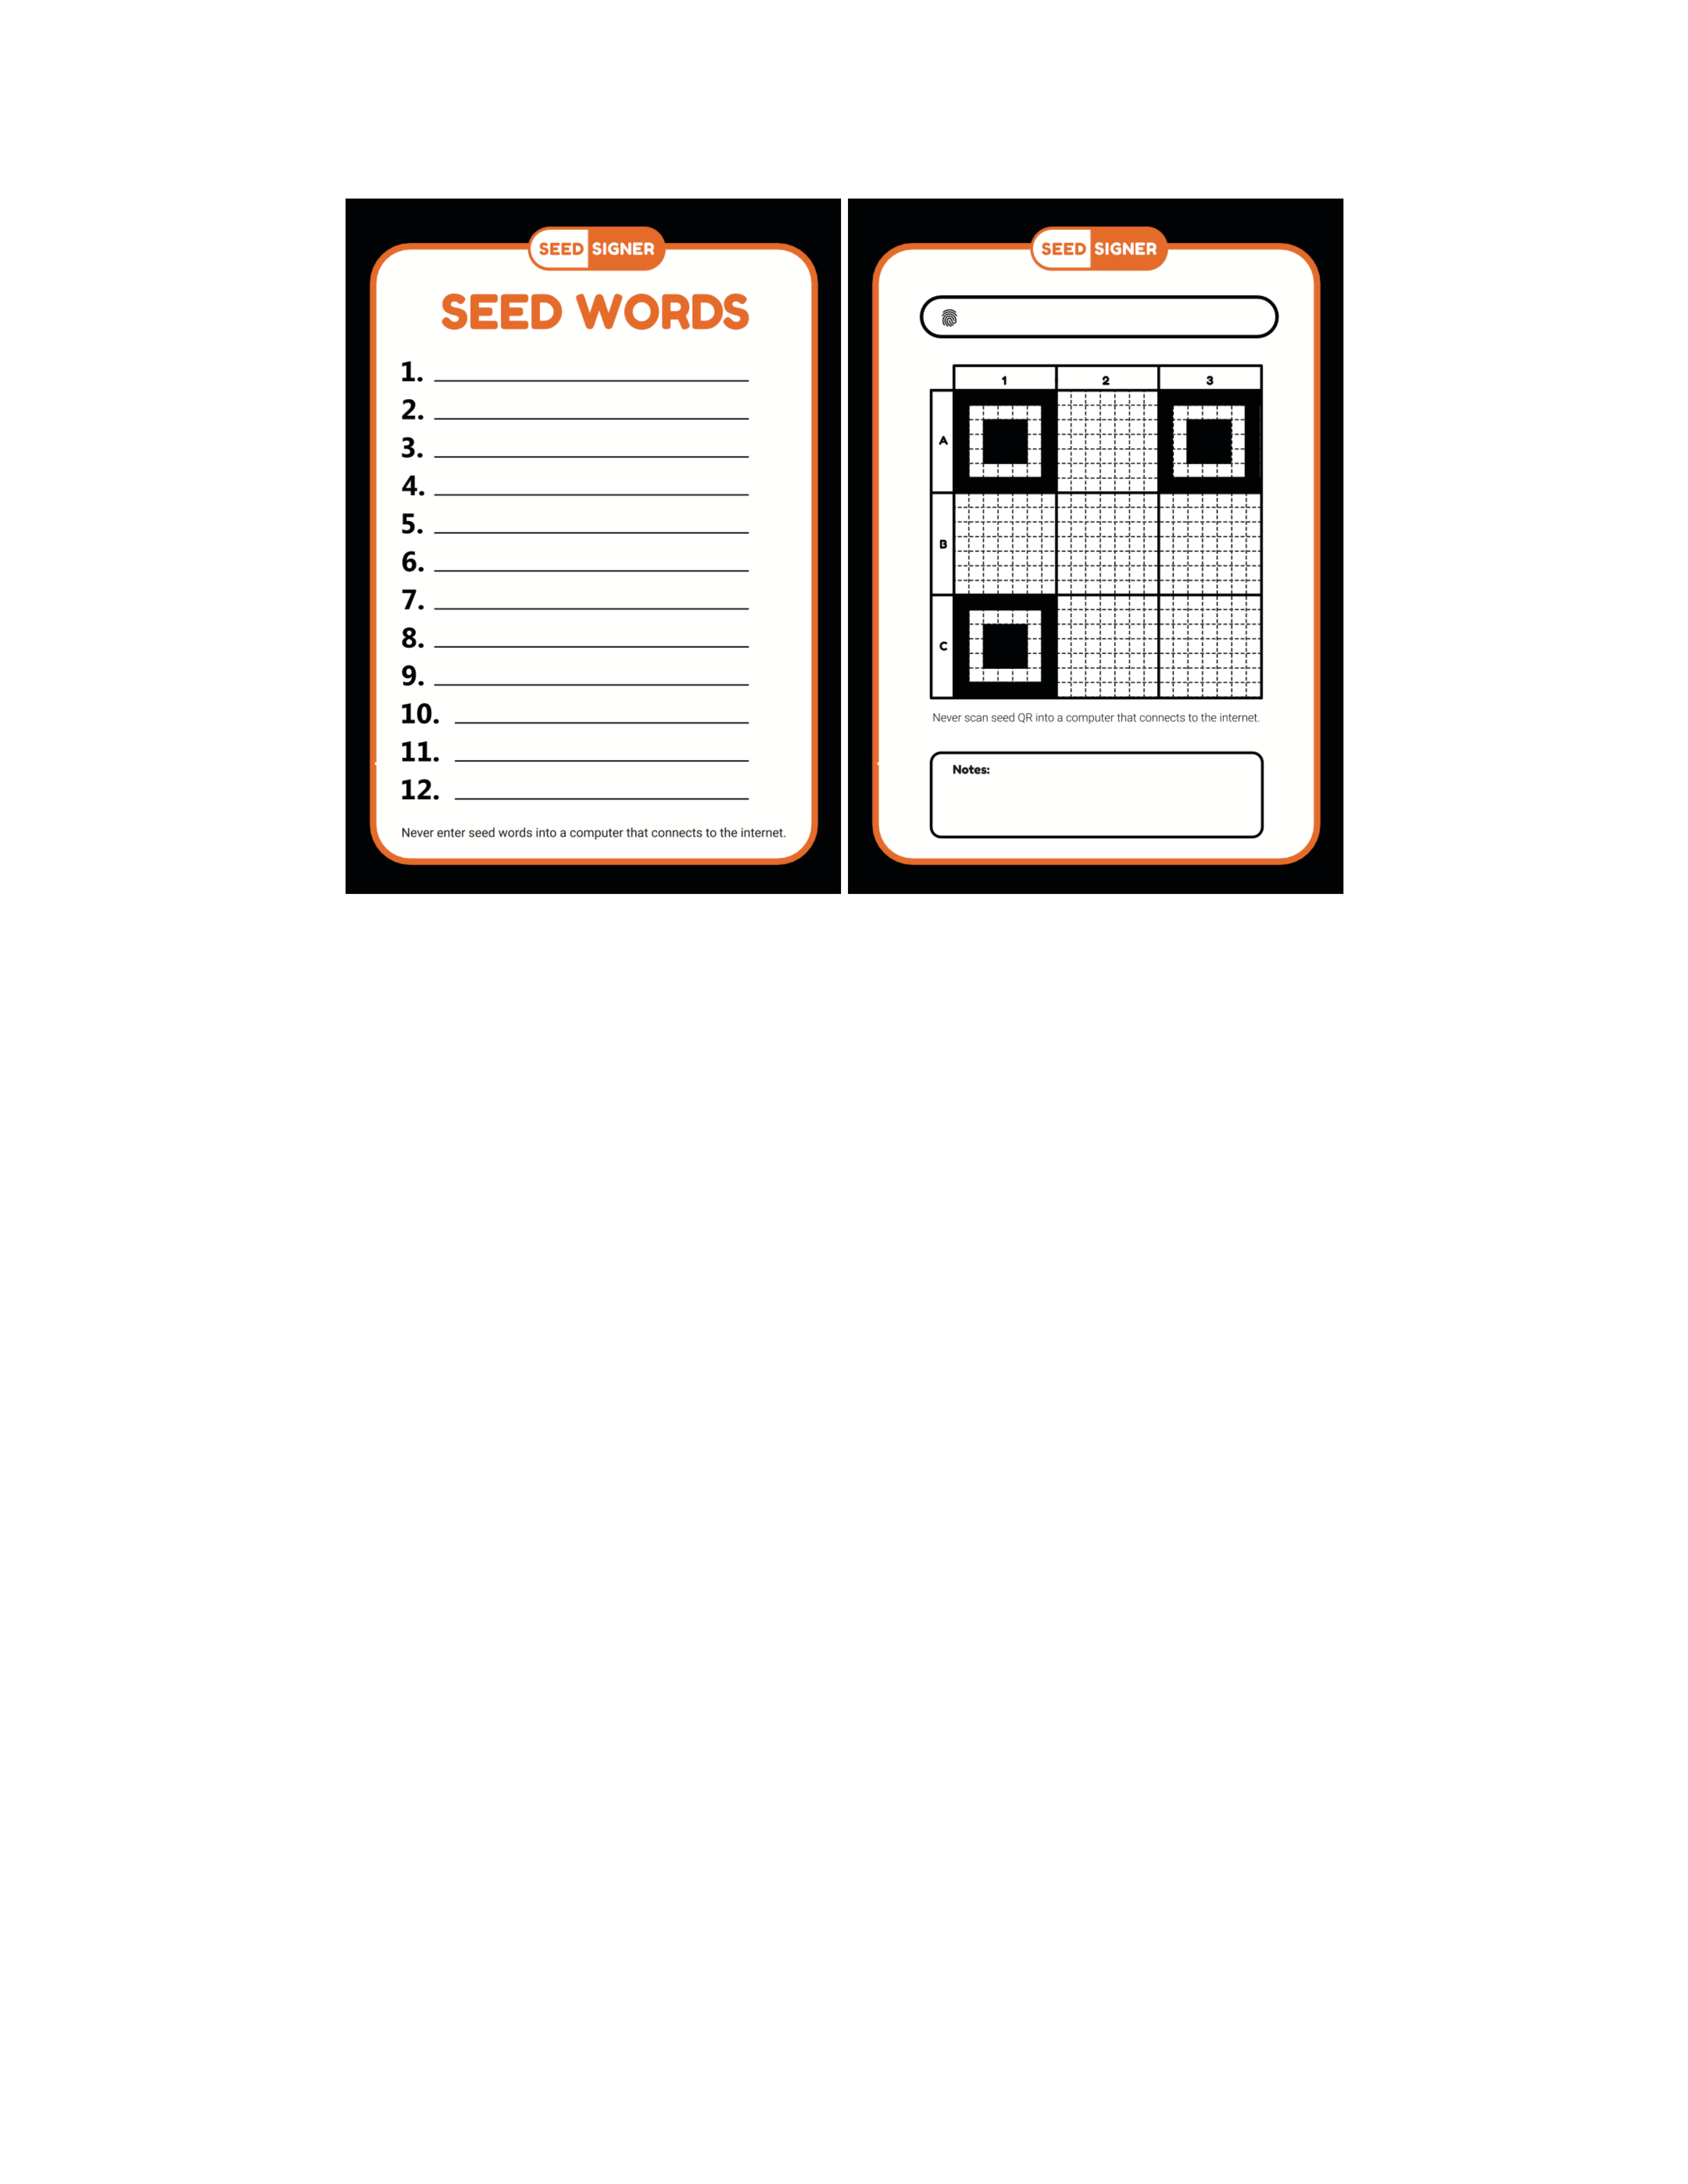 SEED SIGNER
SEED WORDS
1.
2.
3.
4.
5.
6.
7.
8.
9.
10.
11.
12.
Never enter seed words into a computer that connects to the internet.
SEED SIGNER
1 2 3
A
B
C
Never scan seed QR into a computer that connects to the internet.
Notes: